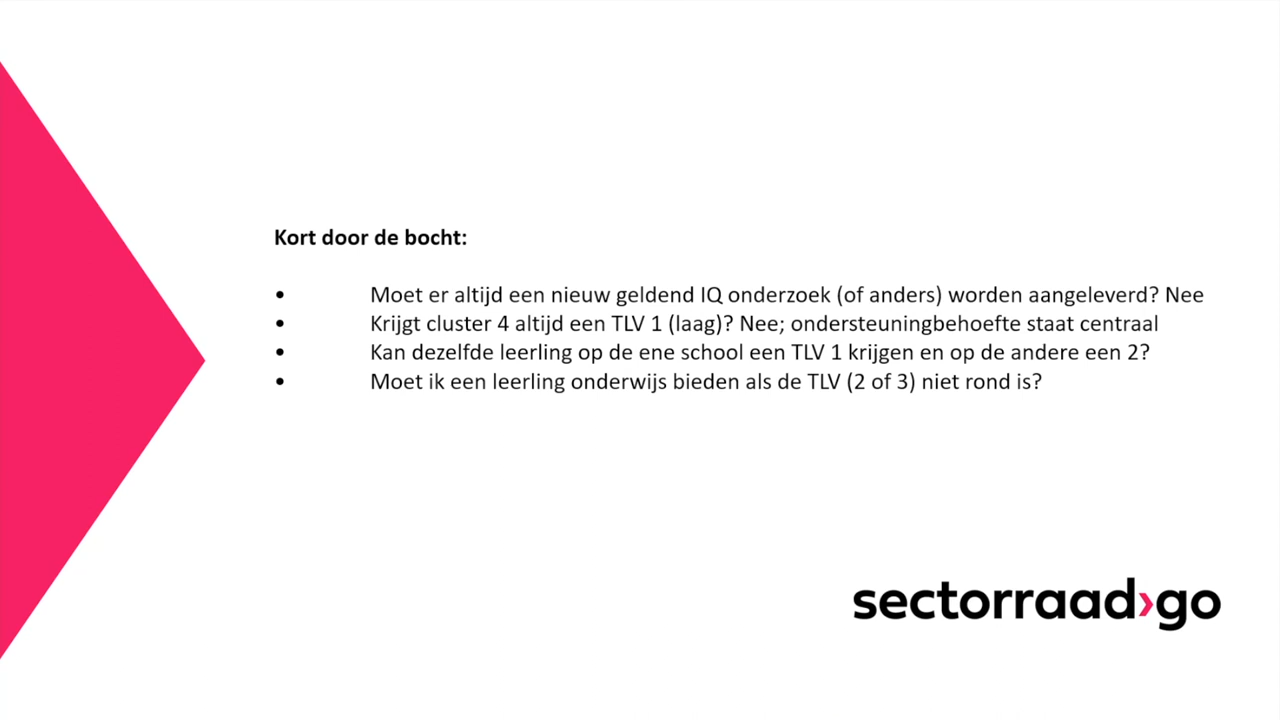 Kort door de bocht:
• Moet er altijd een nieuw geldend IQ onderzoek (of anders) worden aangeleverd? Nee
• Krijgt cluster 4 altijd een TLV 1 (laag)? Nee; ondersteuningbehoefte staat centraal
• Kan dezelfde leerling op de ene school een TLV 1 krijgen en op de andere een 2?
• Moet ik een leerling onderwijs bieden als de TLV (2 of 3) niet rond is?
sectorraad›go